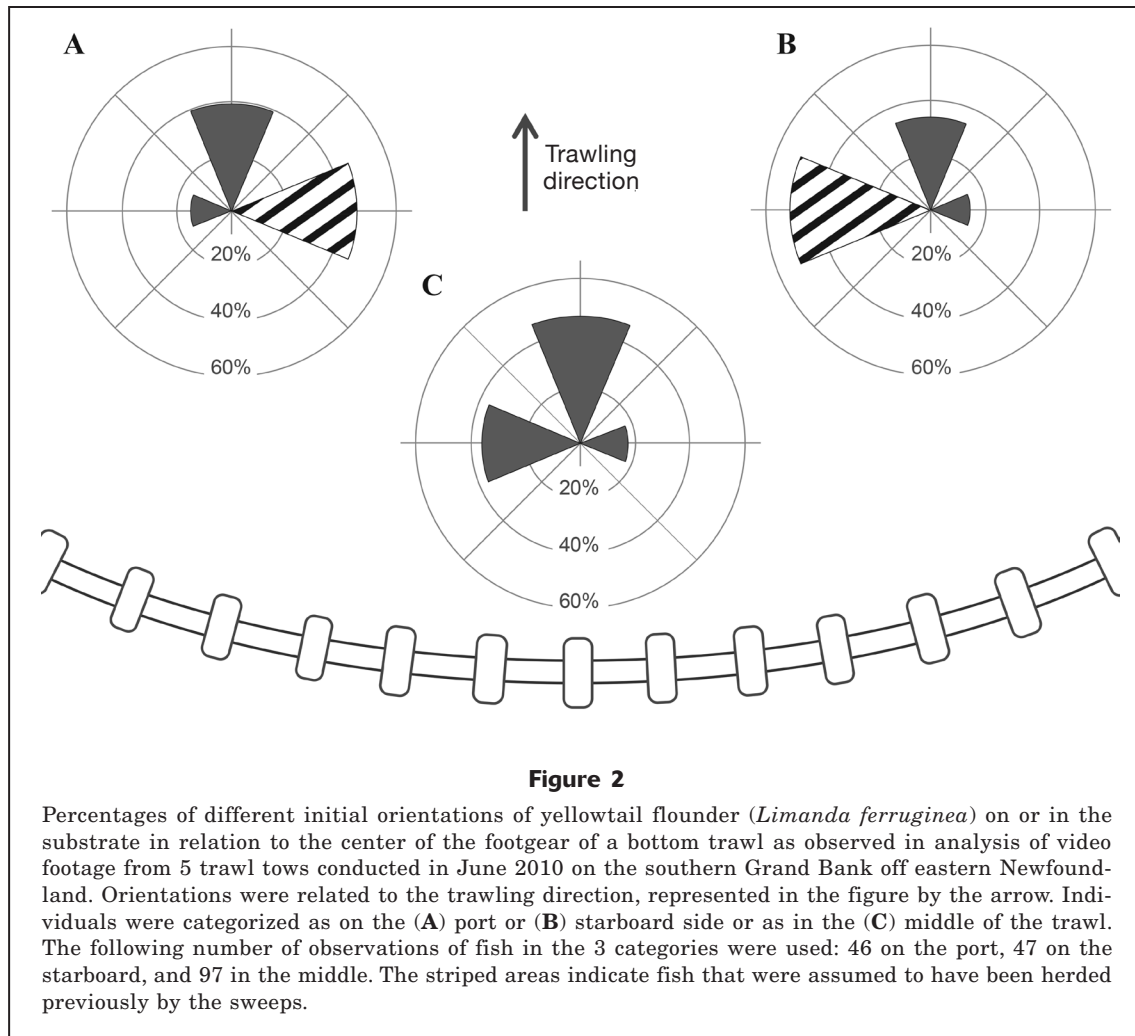 A
B
Trawling
direction
20%
40%
60%
20%
40%
60%
C
20%
40%
60%
Figure 2
Percentages of different initial orientations of yellowtail flounder (Limanda ferruginea) on or in the
substrate in relation to the center of the footgear of a bottom trawl as observed in analysis of video
footage from 5 trawl tows conducted in June 2010 on the southern Grand Bank off eastern Newfound-
land. Orientations were related to the trawling direction, represented in the figure by the arrow. Indi-
viduals were categorized as on the (A) port or (B) starboard side or as in the (C) middle of the trawl.
The following number of observations of fish in the 3 categories were used: 46 on the port, 47 on the
starboard, and 97 in the middle. The striped areas indicate fish that were assumed to have been herded
previously by the sweeps.